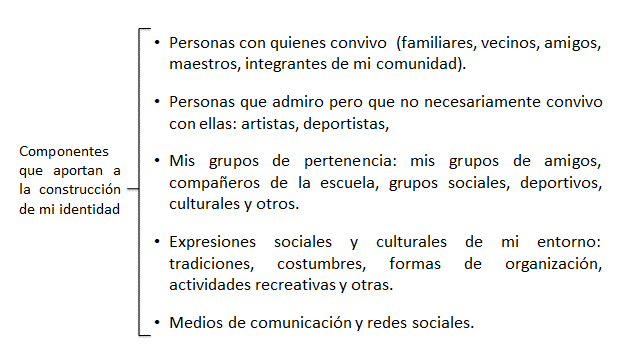 Componentes
que aportan a
la construcción
de mi identidad
• Personas con quienes convivo (familiares, vecinos, amigos,
maestros, integrantes de mi comunidad).
• Personas que admiro pero que no necesariamente convivo
con ellas: artistas, deportistas,
• Mis grupos de pertenencia: mis grupos de amigos,
compañeros de la escuela, grupos sociales, deportivos,
culturales y otros.
• Expresiones sociales y culturales de mi entorno:
tradiciones, costumbres, formas de organización,
actividades recreativas y otras.
• Medios de comunicación y redes sociales.